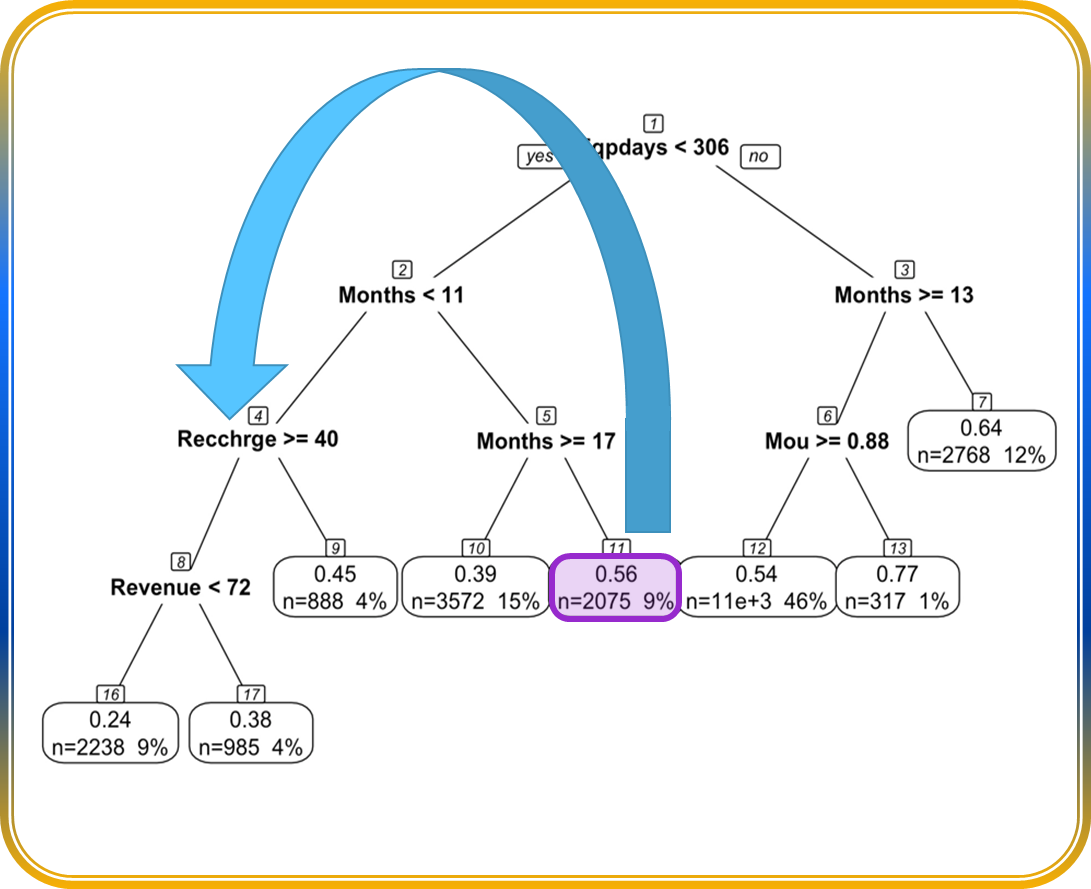 1
yes
qpdays < 306
no
2
Months < 11
3
Months >= 13
4
Recchrge >= 40
5
Months >= 17
6
Mou >= 0.88
7
0.64
n=2768 12%
8
Revenue < 72
9
0.45
n=888 4%
10
0.39
n=3572 15%
11
0.56
n=2075 9%
12
0.54
n=11e+3 46%
13
0.77
n=317 1%
16
0.24
n=2238 9%
17
0.38
n=985 4%